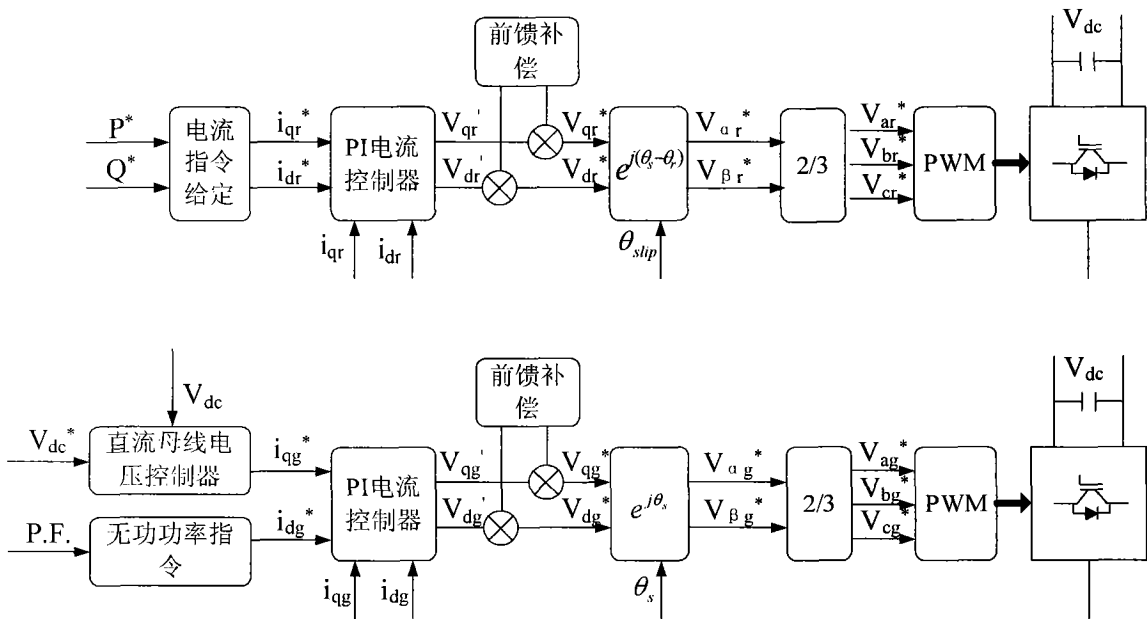 V_dc
前馈补
偿
P*
Q*
电流
指令
给定
i_qr*
i_dr*
PI电流
控制器
V_qr'
V_dr'
V_qr*
V_dr*
e^j(θ_s-θ_r)
V_αr*
V_βr*
2/3
V_ar*
V_br*
V_cr*
PWM
i_qr
i_dr
θ_slip
V_dc
V_dc*
直流母线电
压控制器
i_qg*
P.F.
无功功率指
令
i_dg*
PI电流
控制器
i_qg
i_dg
前馈补
偿
V_qg'
V_dg'
V_qg*
V_dg*
e^jθ_s
θ_s
V_αg*
V_βg*
2/3
V_ag*
V_bg*
V_cg*
PWM
V_dc